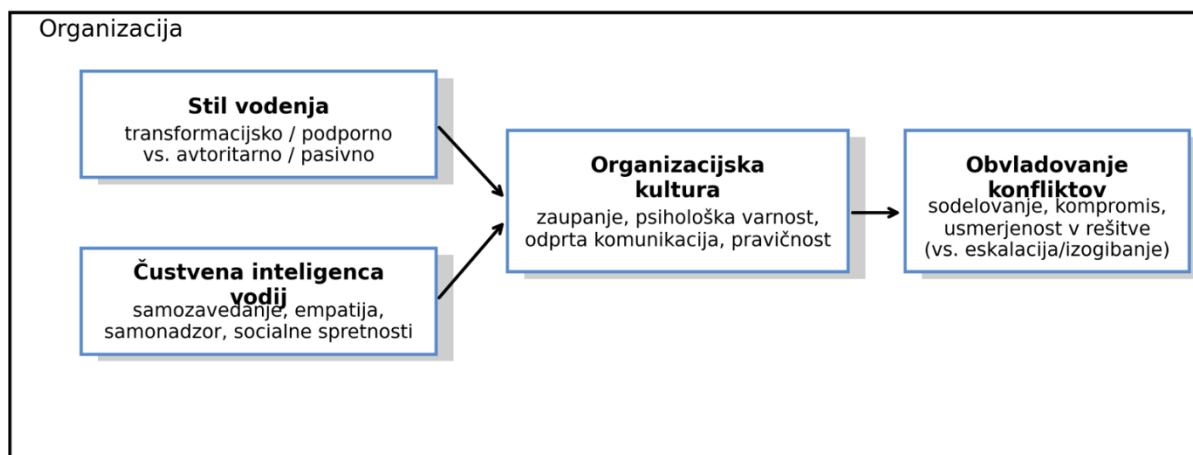 Organizacija
Stil vodenja
transformacijsko / podporno
vs. avtoritarno / pasivno
Čustvena inteligenca
vodij
samozavedanje, empatija,
samonadzor, socialne spretnosti
Organizacijska
kultura
zaupanje, psihološka varnost,
odprta komunikacija, pravičnost
Obvladovanje
konfliktov
sodelovanje, kompromis,
usmerjenost v rešitve
(vs. eskalacija/izogibanje)